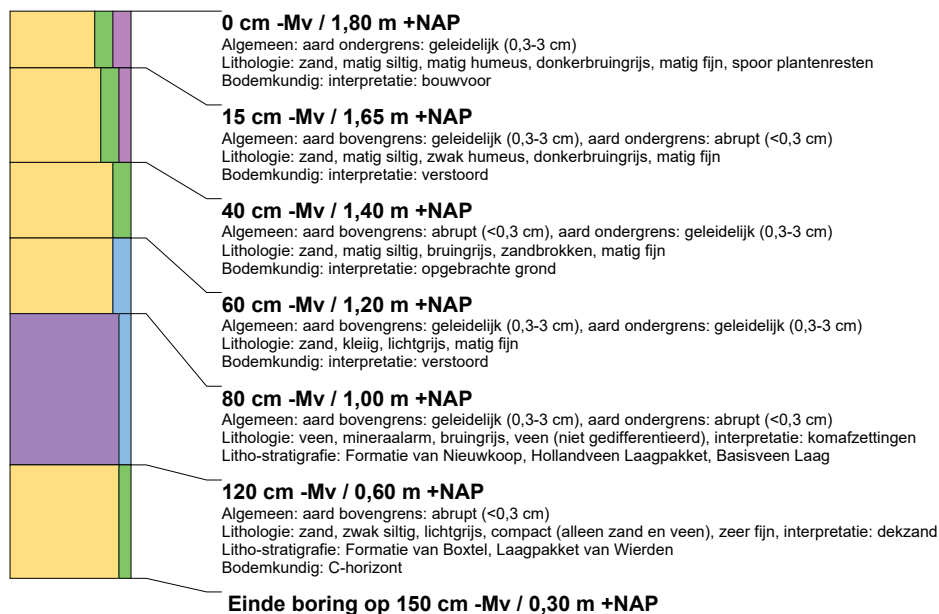 0 cm -Mv / 1,80 m +NAP
Algemeen: aard ondergrens: geleidelijk (0,3-3 cm)
Lithologie: zand, matig siltig, matig humeus, donkerbruingrijs, matig fijn, spoor plantenresten
Bodemkundig: interpretatie: bouwvoor
15 cm -Mv / 1,65 m +NAP
Algemeen: aard bovengrens: geleidelijk (0,3-3 cm), aard ondergrens: abrupt (<0,3 cm)
Lithologie: zand, matig siltig, zwak humeus, donkerbruingrijs, matig fijn
Bodemkundig: interpretatie: verstoord
40 cm -Mv / 1,40 m +NAP
Algemeen: aard bovengrens: abrupt (<0,3 cm), aard ondergrens: geleidelijk (0,3-3 cm)
Lithologie: zand, matig siltig, bruingrijs, zandbrokken, matig fijn
Bodemkundig: interpretatie: opgebrachte grond
60 cm -Mv / 1,20 m +NAP
Algemeen: aard bovengrens: geleidelijk (0,3-3 cm), aard ondergrens: geleidelijk (0,3-3 cm)
Lithologie: zand, kleiig, lichtgrijs, matig fijn
Bodemkundig: interpretatie: verstoord
80 cm -Mv / 1,00 m +NAP
Algemeen: aard bovengrens: geleidelijk (0,3-3 cm), aard ondergrens: abrupt (<0,3 cm)
Lithologie: veen, mineraalarm, bruingrijs, veen (niet gedifferentieerd), interpretatie: komafzettingen
Litho-stratigrafie: Formatie van Nieuwkoop, Hollandveen Laagpakket, Basisveen Laag
120 cm -Mv / 0,60 m +NAP
Algemeen: aard bovengrens: abrupt (<0,3 cm)
Lithologie: zand, zwak siltig, lichtgrijs, compact (alleen zand en veen), zeer fijn, interpretatie: dekzand
Litho-stratigrafie: Formatie van Boxtel, Laagpakket van Wierden
Bodemkundig: C-horizont
Einde boring op 150 cm -Mv / 0,30 m +NAP